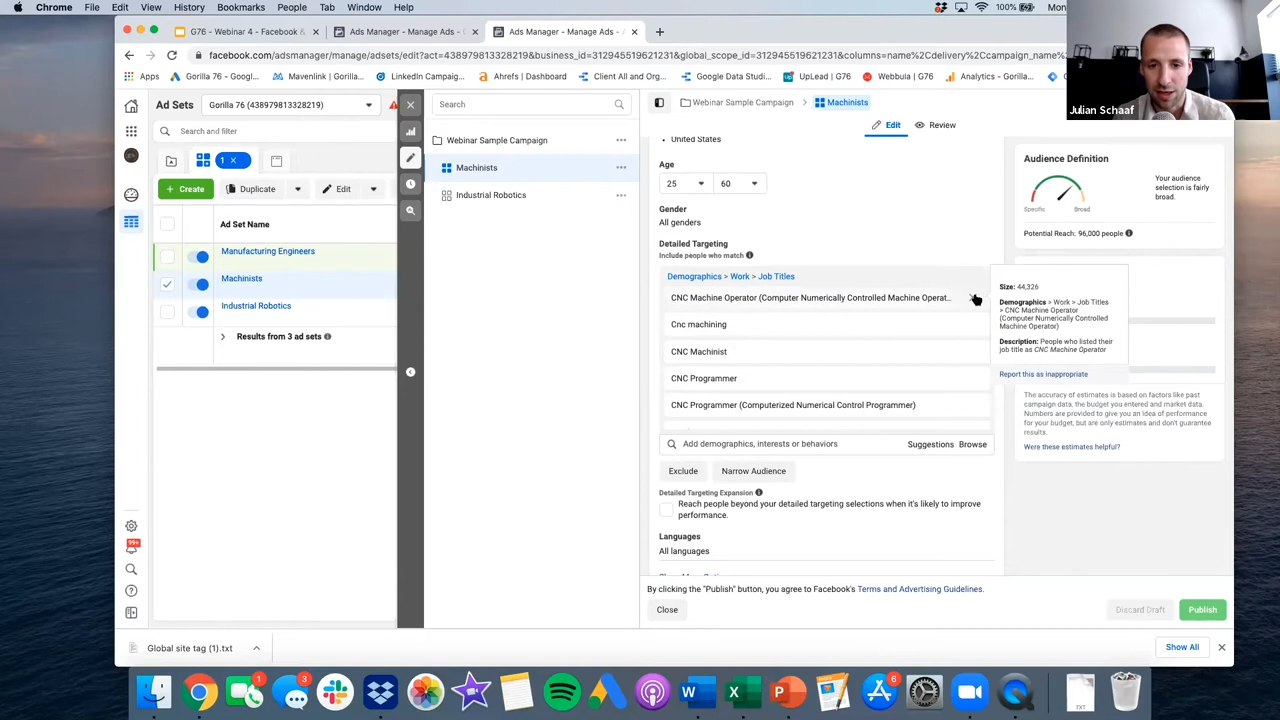 Chrome File Edit View History Bookmarks People Tab Window Help
100%
G76 - Webinar 4 - Facebook &
Ads Manager - Manage Ads - C
Ads Manager - Manage Ads - A
facebook.com/adsmanager/manage/adsets/edit?act=438979813328219&business_id=312945519621231&global_scope_id=312945519621231&columns=name%2Cdelivery%2Ccampaign_name%
Apps
Gorilla 76 - Googl...
Mavenlink | Gorilla...
LinkedIn Campaig...
Ahrefs | Dashboard
Client All and Org...
Google Data Studi...
UpLead | G76
Webbula | G76
Analytics - Gorilla...
Julian Schaaf
Ad Sets
Gorilla 76 (438979813328219)
Search and filter
1 ×
+ Create
Duplicate
Edit
Ad Set Name
Manufacturing Engineers
Machinists
Industrial Robotics
Results from 3 ad sets
99+
Search
Webinar Sample Campaign
Machinists
Industrial Robotics
Webinar Sample Campaign > Machinists
Edit
Review
United States
Age
25
60
Gender
All genders
Detailed Targeting
Include people who match
Demographics > Work > Job Titles
CNC Machine Operator (Computer Numerically Controlled Machine Operat...
Cnc machining
CNC Machinist
CNC Programmer
CNC Programmer (Computerized Numerical Control Programmer)
Add demographics, interests or behaviors
Suggestions
Browse
Exclude
Narrow Audience
Detailed Targeting Expansion
Reach people beyond your detailed targeting selections when it's likely to improve
performance.
Languages
All languages
Audience Definition
Specific
Broad
Your audience
selection is fairly
broad.
Potential Reach: 96,000 people
Size: 44,326
Demographics > Work > Job Titles
> CNC Machine Operator
(Computer Numerically Controlled
Machine Operator)
Description: People who listed their
job title as CNC Machine Operator
Report this as inappropriate
The accuracy of estimates is based on factors like past
campaign data, the budget you entered and market data.
Numbers are provided to give you an idea of performance
for your budget, but are only estimates and don't guarantee
results.
Were these estimates helpful?
By clicking the "Publish" button, you agree to Facebook's Terms and Advertising Guidelines.
Close
Discard Draft
Publish
Global site tag (1).txt
Show All
1
3
6
TXT